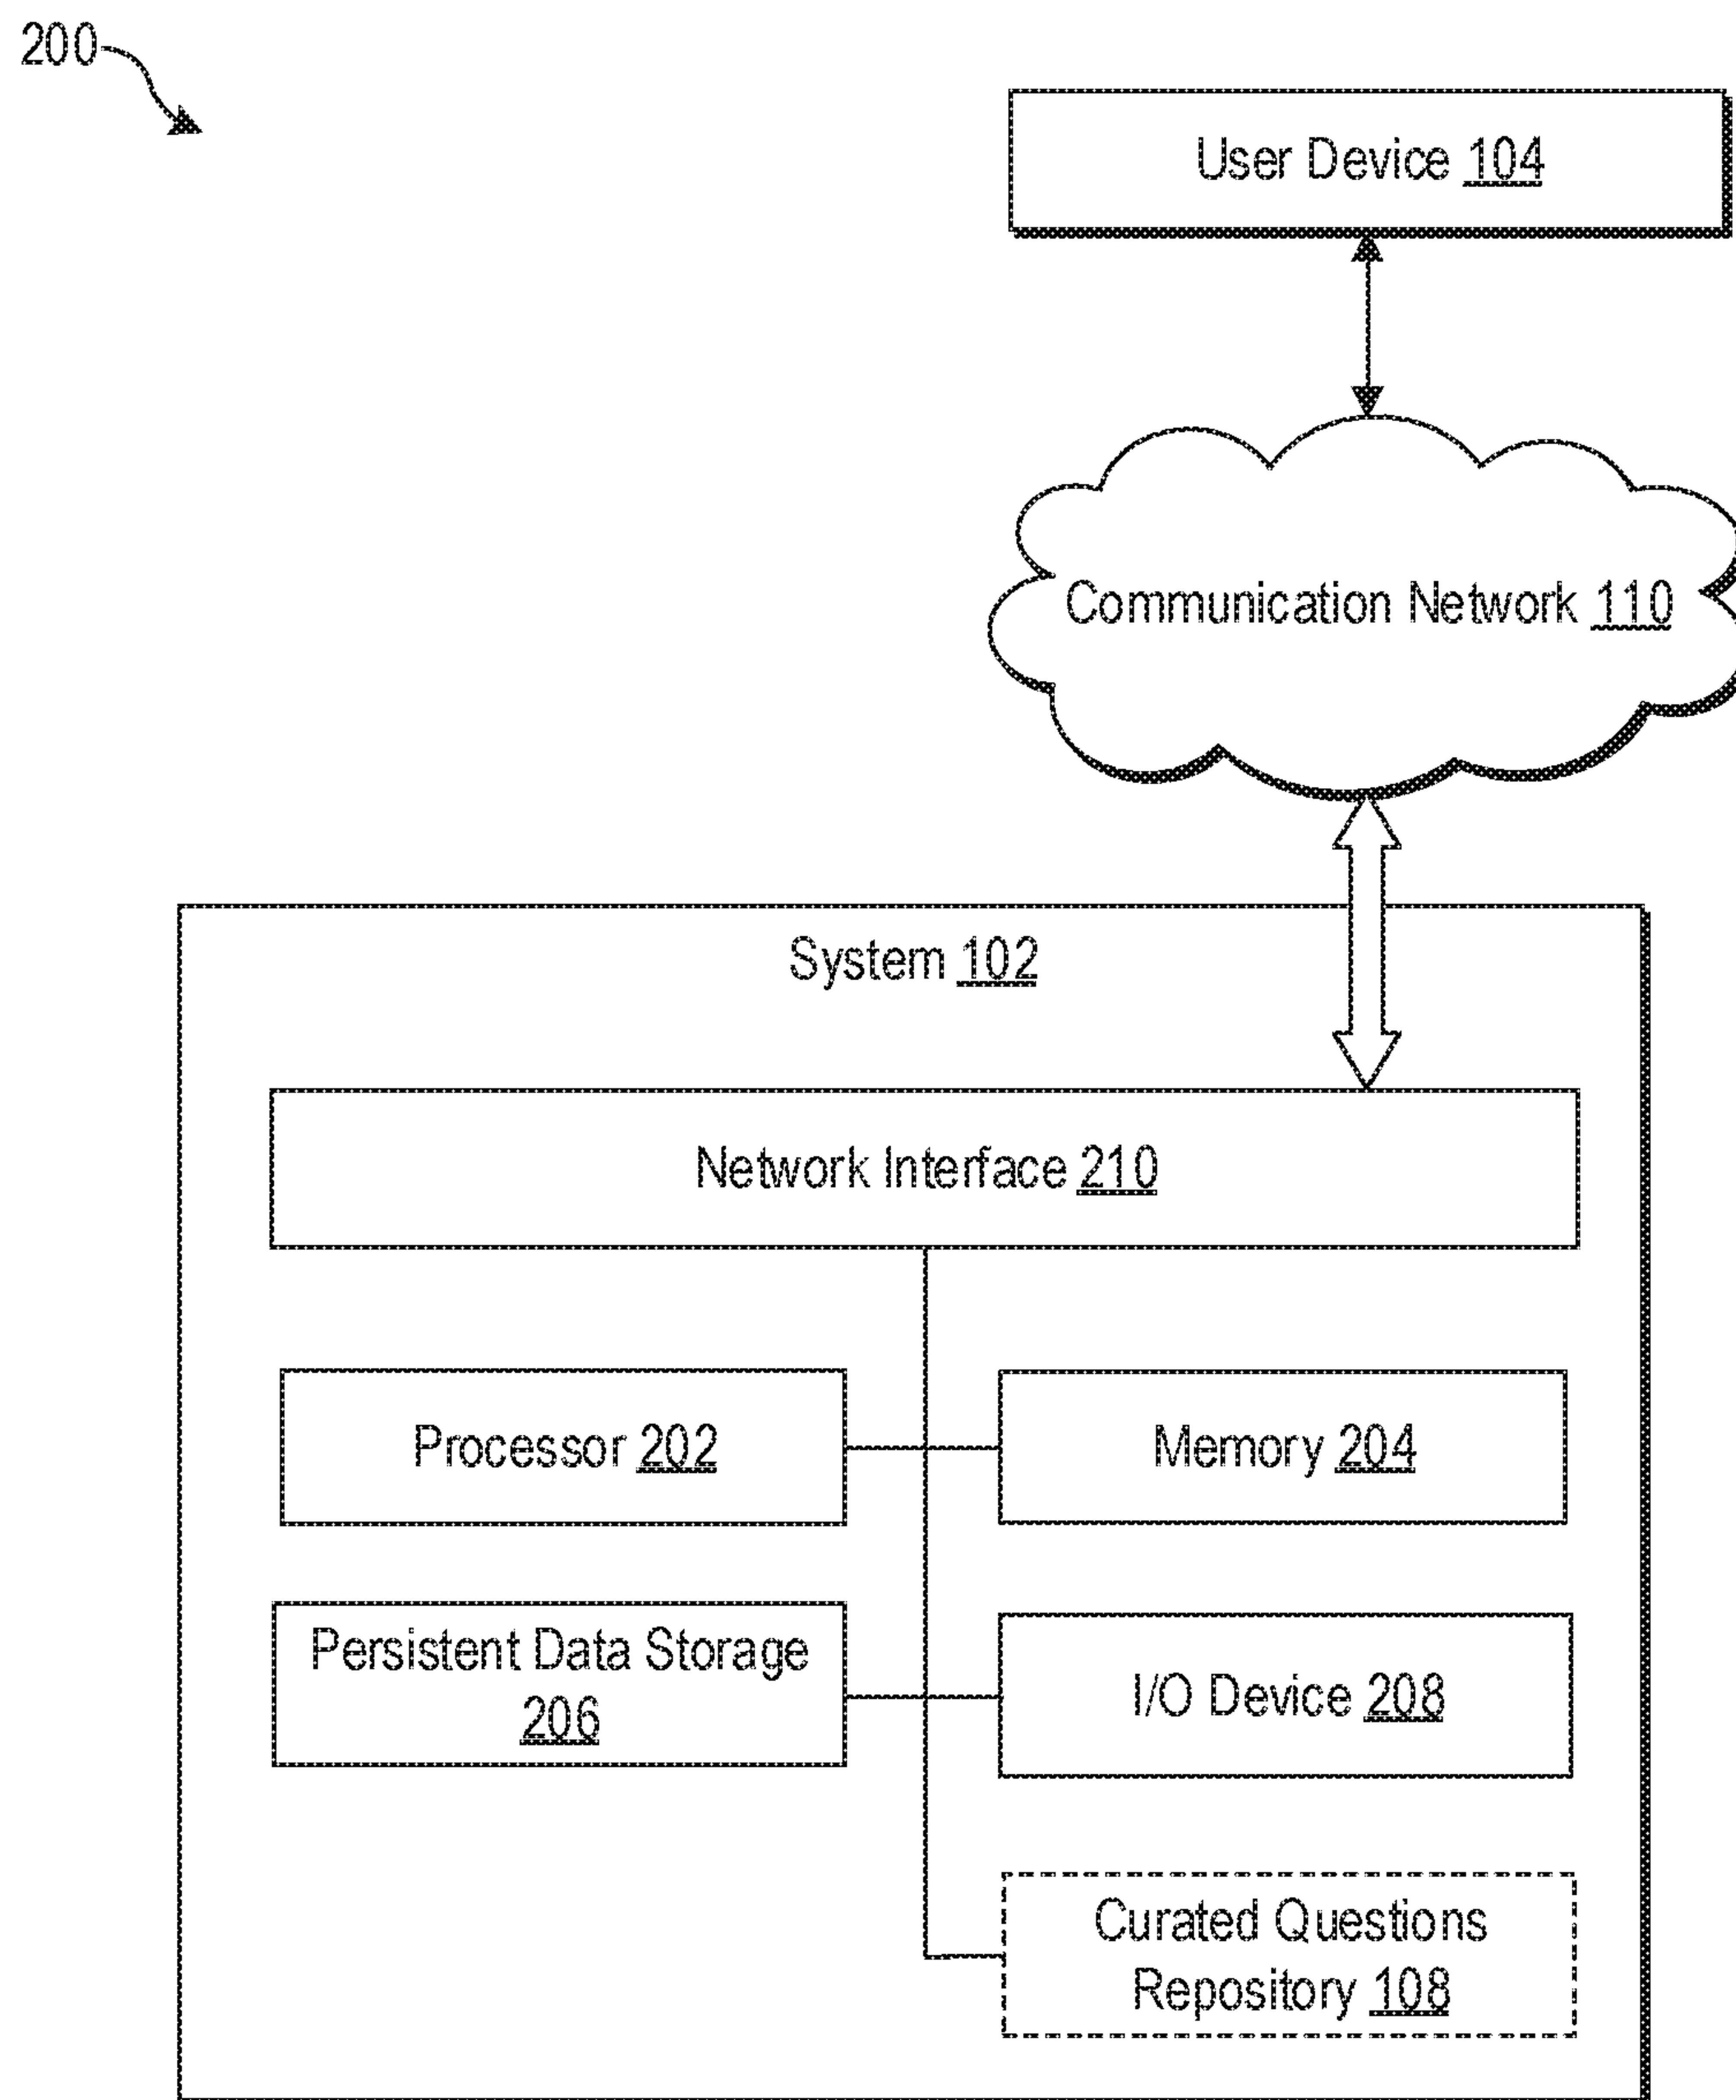 200
User Device 104
Communication Network 110
System 102
Network Interface 210
Processor 202
Memory 204
Persistent Data Storage
206
I/O Device 208
Curated Questions
Repository 108